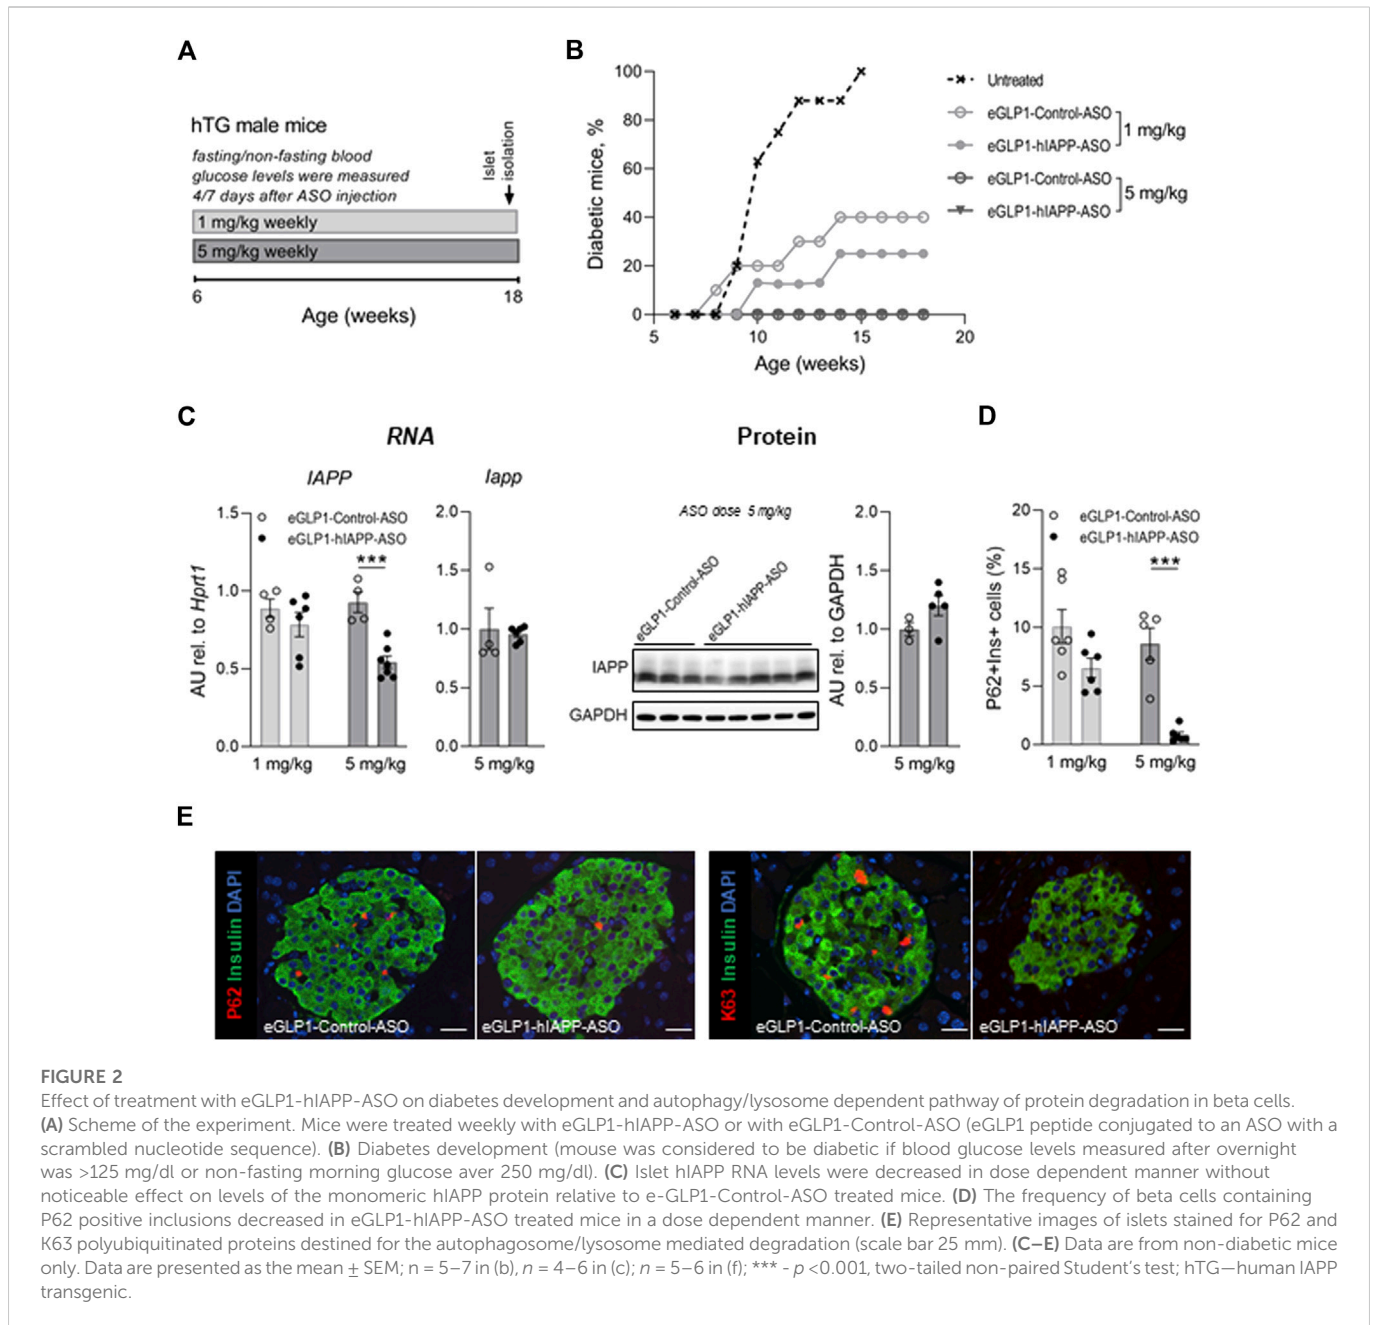 A
hTG male mice
fasting/non-fasting blood
glucose levels were measured
4/7 days after ASO injection
Islet
isolation
1 mg/kg weekly
5 mg/kg weekly
6
18
Age (weeks)
B
Diabetic mice, %
100
80
60
40
20
0
5
10
15
20
Age (weeks)
Untreated
eGLP1-Control-ASO
eGLP1-hIAPP-ASO
1 mg/kg
eGLP1-Control-ASO
eGLP1-hIAPP-ASO
5 mg/kg
C
RNA
IAPP
AU rel. to Hprt1
1.5
1.0
0.5
0.0
eGLP1-Control-ASO
eGLP1-hIAPP-ASO
***
1 mg/kg
5 mg/kg
Iapp
2.0
1.5
1.0
0.5
0.0
5 mg/kg
Protein
ASO dose 5 mg/kg
eGLP1-Control-ASO
eGLP1-hIAPP-ASO
IAPP
GAPDH
AU rel. to GAPDH
2.0
1.5
1.0
0.5
0.0
5 mg/kg
D
P62+Ins+ cells (%)
20
15
10
5
0
eGLP1-Control-ASO
eGLP1-hIAPP-ASO
***
1 mg/kg
5 mg/kg
E
P62 Insulin DAPI
eGLP1-Control-ASO
eGLP1-hIAPP-ASO
K63 Insulin DAPI
eGLP1-Control-ASO
eGLP1-hIAPP-ASO
FIGURE 2
Effect of treatment with eGLP1-hIAPP-ASO on diabetes development and autophagy/lysosome dependent pathway of protein degradation in beta cells.
(A) Scheme of the experiment. Mice were treated weekly with eGLP1-hIAPP-ASO or with eGLP1-Control-ASO (eGLP1 peptide conjugated to an ASO with a
scrambled nucleotide sequence). (B) Diabetes development (mouse was considered to be diabetic if blood glucose levels measured after overnight
was >125 mg/dl or non-fasting morning glucose aver 250 mg/dl). (C) Islet hIAPP RNA levels were decreased in dose dependent manner without
noticeable effect on levels of the monomeric hIAPP protein relative to e-GLP1-Control-ASO treated mice. (D) The frequency of beta cells containing
P62 positive inclusions decreased in eGLP1-hIAPP-ASO treated mice in a dose dependent manner. (E) Representative images of islets stained for P62 and
K63 polyubiquitinated proteins destined for the autophagosome/lysosome mediated degradation (scale bar 25 mm). (C–E) Data are from non-diabetic mice
only. Data are presented as the mean ± SEM; n = 5–7 in (b), n = 4–6 in (c); n = 5–6 in (f); *** - p <0.001, two-tailed non-paired Student's test; hTG—human IAPP
transgenic.